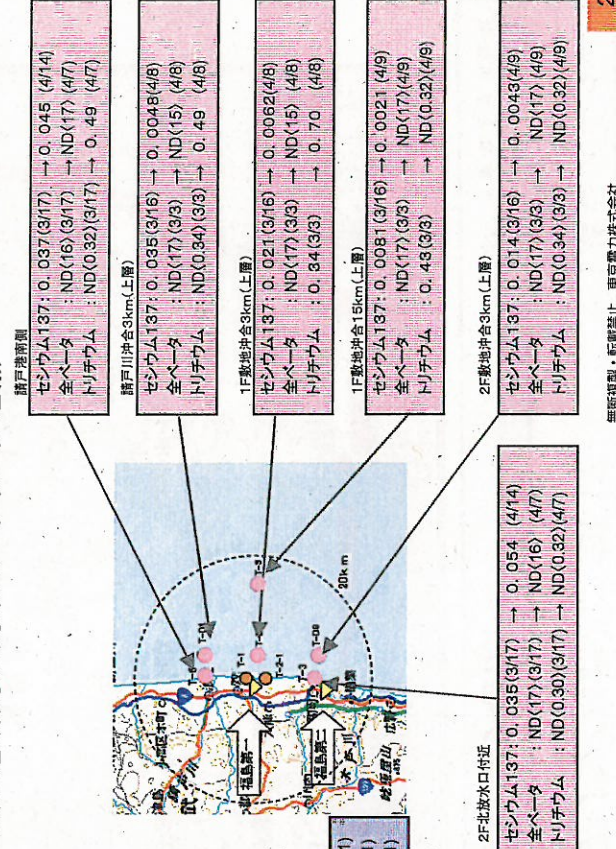 請戸港南側
セシウム137:0.037(3/17) →0.045 (4/14)
全ベータ :ND(16)(3/17) →ND(17) (4/7)
トリチウム :ND(0.32)(3/17)→ 0.49 (4/7)
請戸川沖合3km(上層)
セシウム137:0.035(3/16) →0.0048(4/8)
全ベータ :ND(17)(3/3) →ND(15) (4/8)
トリチウム :ND(0.34)(3/3) → 0.49 (4/8)
1F敷地沖合3km(上層)
セシウム137:0.021(3/16) →0.0062(4/8)
全ベータ :ND(17)(3/3) →ND(15) (4/8)
トリチウム :0.34(3/3) → 0.70 (4/8)
1F敷地沖合15km(上層)
セシウム137:0.0081(3/16)→0.0021 (4/9)
全ベータ :ND(17)(3/3) →ND(17)(4/9)
トリチウム :0.43(3/3) → ND(0.32)(4/9)
2F敷地沖合3km(上層)
セシウム137:0.014(3/16) → 0.0043(4/9)
全ベータ :ND(17)(3/3) → ND(17)(4/9)
トリチウム :ND(0.34)(3/3)→ ND(0.32)(4/9)
2F北放水口付近
セシウム137:0.035(3/17) → 0.054 (4/14)
全ベータ :ND(17)(3/17) → ND(16) (4/7)
トリチウム :ND(0.30)(3/17)→ ND(0.32)(4/7)
T-D1
T-1
T-2-1
T-3
T-D9
20km
福島第一
福島第二
木戸川
無断複製・転載禁止 東京電力株式会社